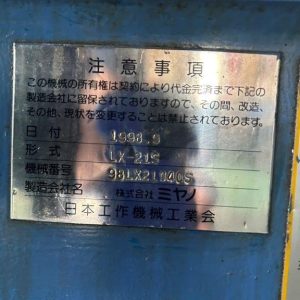 注意事項
この機械の所有権は契約により代金完済まで下記の
製造会社に留保されておりますので、その間、改造、
その他、現状を変更することは禁止されております。
日付 1998.9
形式 LX-21S
機械番号 98LX2104CS
製造会社名 株式会社ミヤノ
日本工作機械工業会